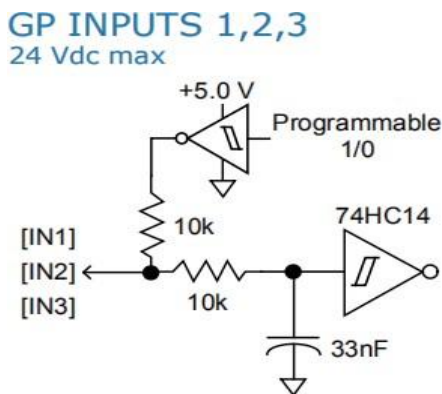 GP INPUTS 1,2,3
24 Vdc max
+5.0 V
Programmable
1/0
10k
74HC14
[IN1]
[IN2]
[IN3]
10k
33nF